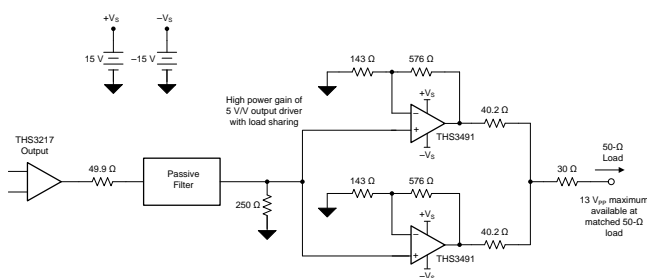 +VS
–VS
15 V
–15 V
143 Ω
576 Ω
High power gain of
5 V/V output driver
with load sharing
+VS
THS3491
–VS
40.2 Ω
THS3217
Output
49.9 Ω
Passive
Filter
250 Ω
143 Ω
576 Ω
+VS
THS3491
–VS
40.2 Ω
30 Ω
50-Ω
Load
13 VPP maximum
available at
matched 50-Ω
load